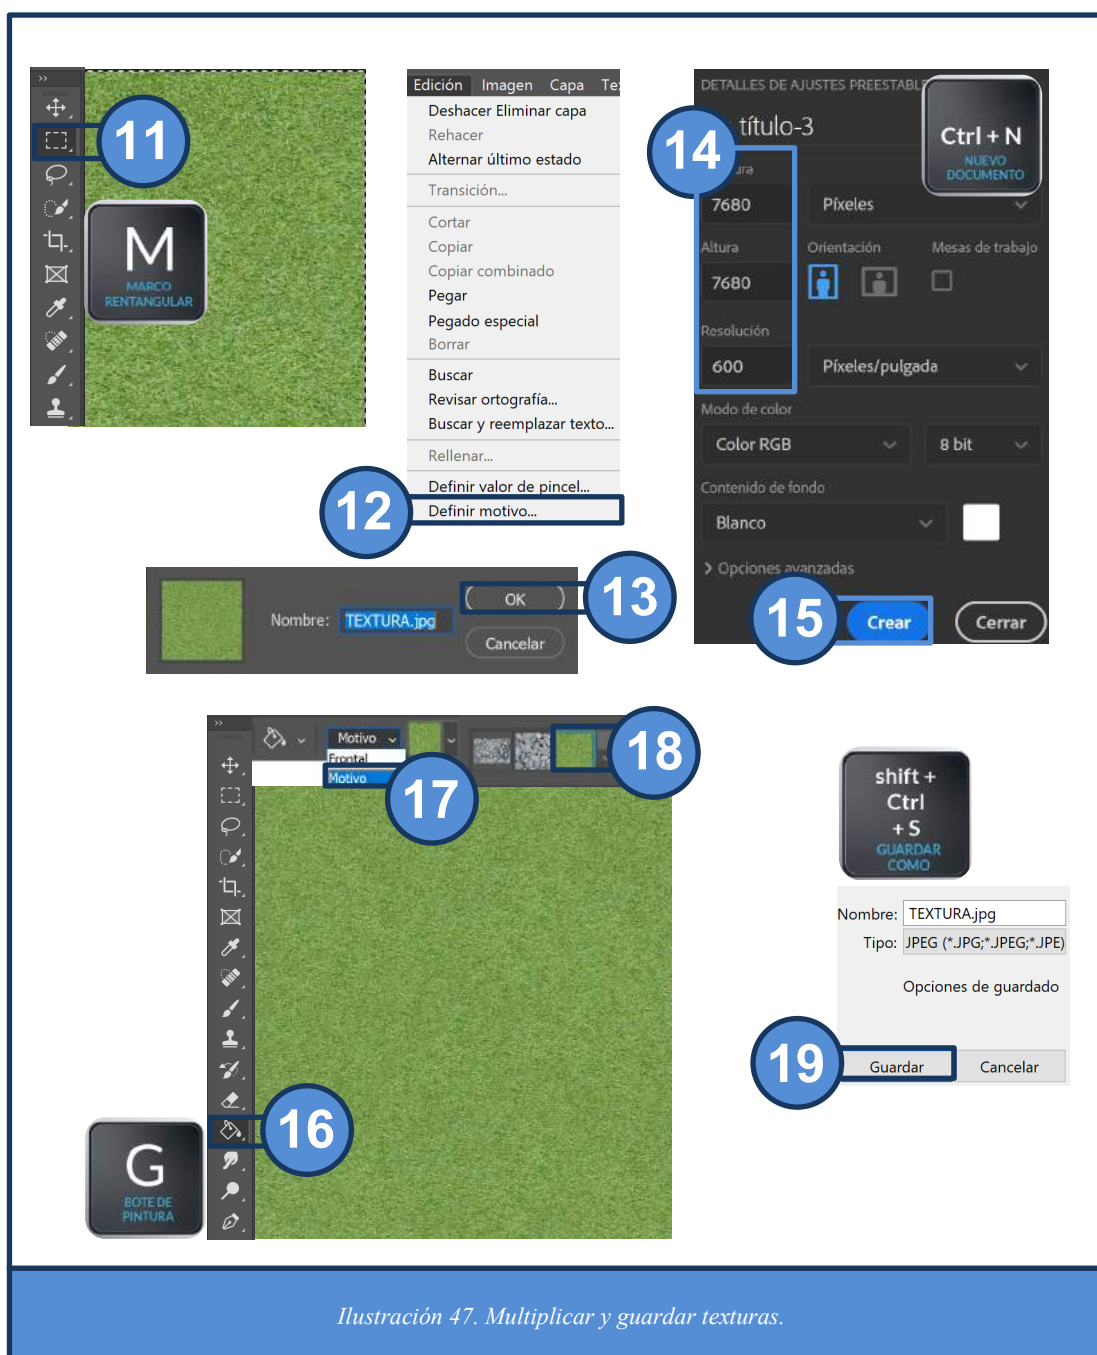 11
M
MARCO
RENTANGULAR
Edición Imagen Capa Te
Deshacer Eliminar capa
Rehacer
Alternar último estado
Transición...
Cortar
Copiar
Copiar combinado
Pegar
Pegado especial
Borrar
Buscar
Revisar ortografía...
Buscar y reemplazar texto...
Rellenar...
Definir valor de pincel...
12
Definir motivo...
Nombre: TEXTURA.jpg
OK
13
Cancelar
DETALLES DE AJUSTES PREESTABL
título-3
Ctrl + N
NUEVO
DOCUMENTO
14
ura
7680 Píxeles
Altura Orientación Mesas de trabajo
7680
Resolución
600 Píxeles/pulgada
Modo de color
Color RGB 8 bit
Contenido de fondo
Blanco
Opciones avanzadas
15
Crear Cerrar
Motivo
Frontal
Motivo
17
18
16
G
BOTE DE
PINTURA
shift +
Ctrl
+ S
GUARDAR
COMO
Nombre: TEXTURA.jpg
Tipo: JPEG (*.JPG;*.JPEG;*.JPE)
Opciones de guardado
19
Guardar Cancelar
Ilustración 47. Multiplicar y guardar texturas.